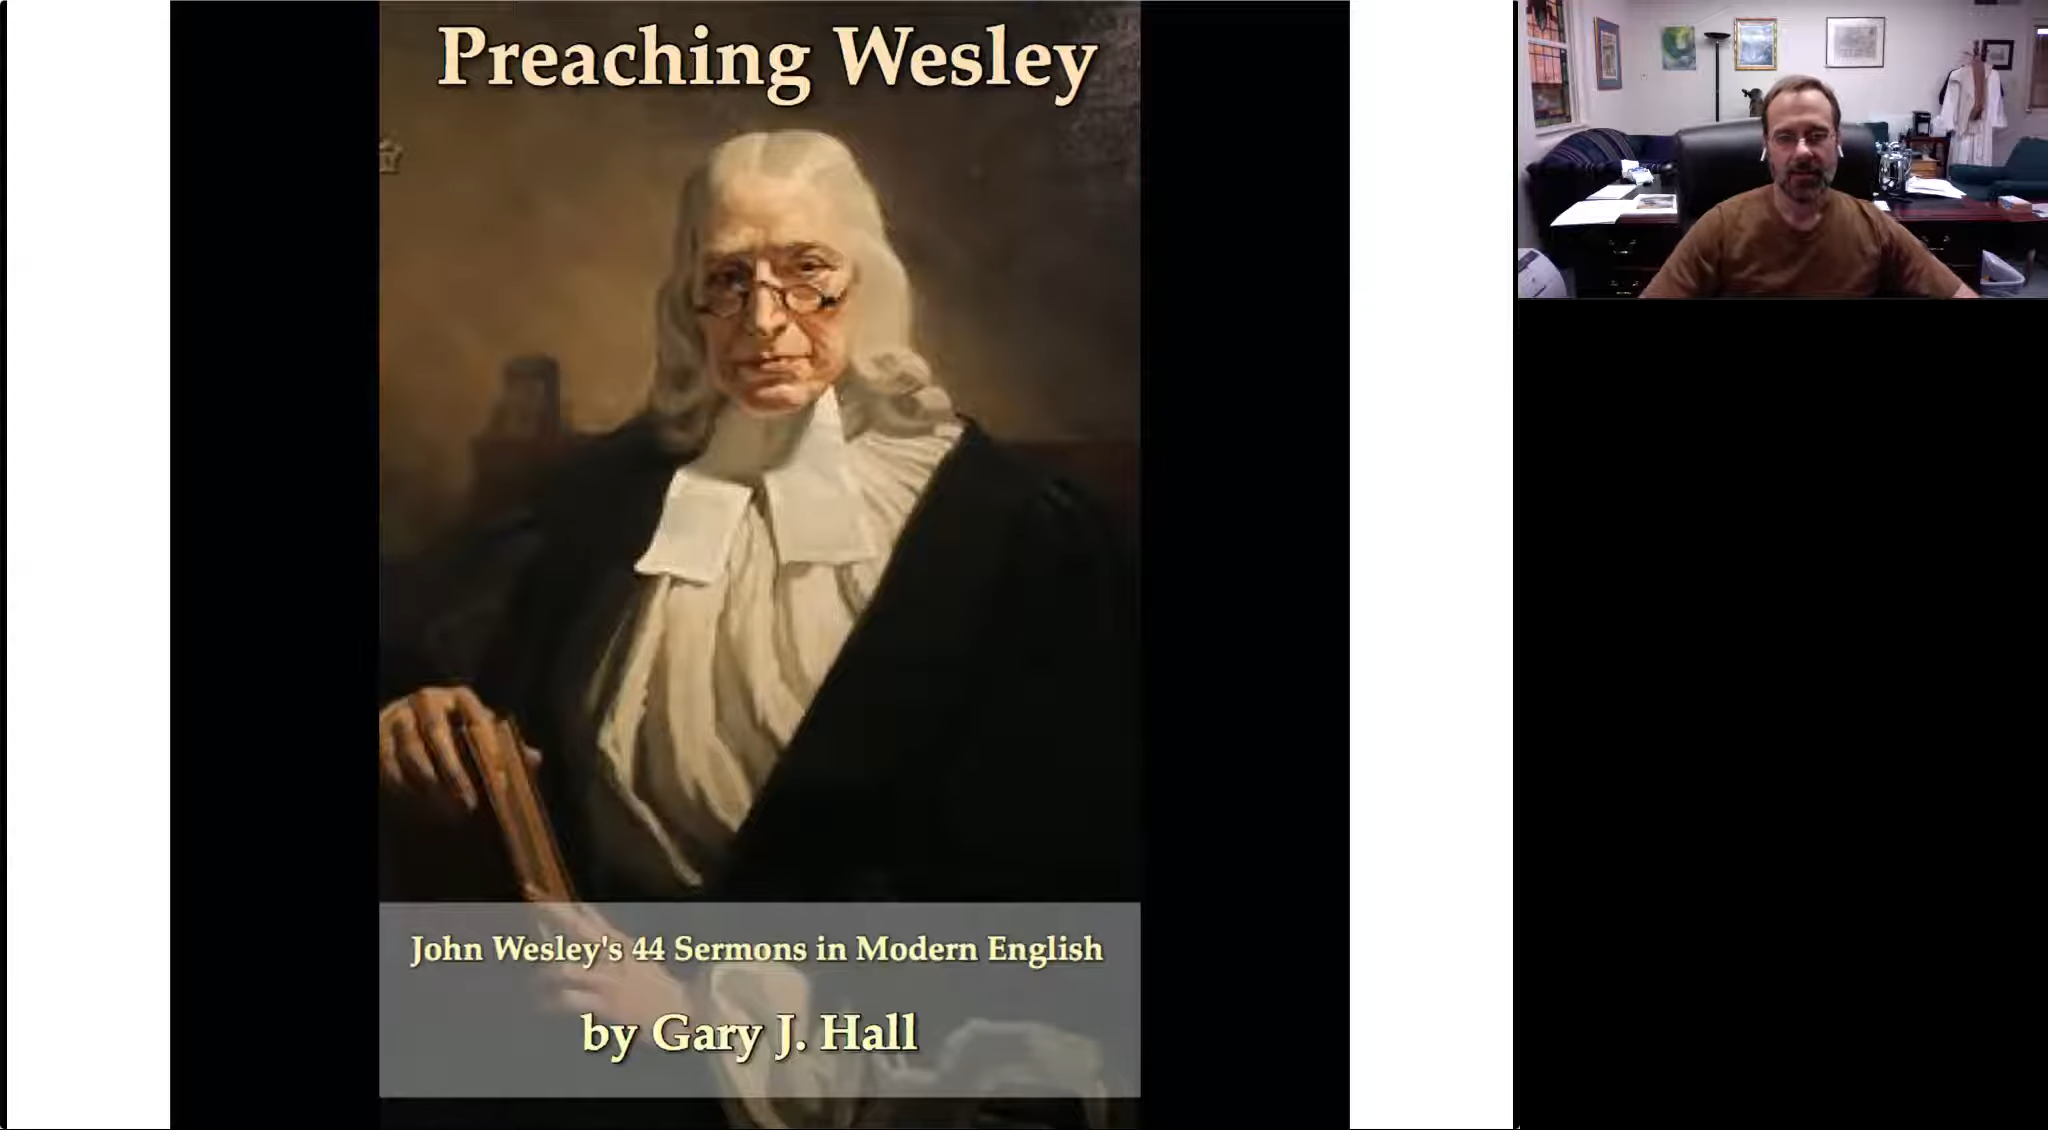 Preaching Wesley
John Wesley's 44 Sermons in Modern English
by Gary J. Hall